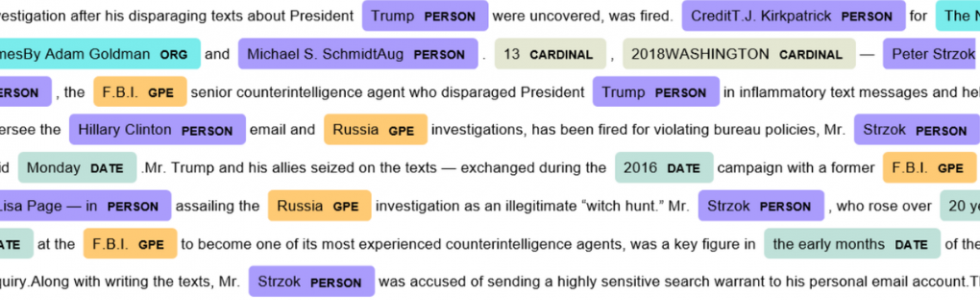 vestigation after his disparaging texts about President Trump PERSON were uncovered, was fired. CreditT.J. Kirkpatrick PERSON for The N
mesBy Adam Goldman ORG and Michael S. SchmidtAug PERSON . 13 CARDINAL , 2018WASHINGTON CARDINAL — Peter Strzok
ERSON , the F.B.I. GPE senior counterintelligence agent who disparaged President Trump PERSON in inflammatory text messages and hel
ersee the Hillary Clinton PERSON email and Russia GPE investigations, has been fired for violating bureau policies, Mr. Strzok PERSON
id Monday DATE .Mr. Trump and his allies seized on the texts — exchanged during the 2016 DATE campaign with a former F.B.I. GPE
Lisa Page — in PERSON assailing the Russia GPE investigation as an illegitimate “witch hunt.” Mr. Strzok PERSON , who rose over 20 ye
ATE at the F.B.I. GPE to become one of its most experienced counterintelligence agents, was a key figure in the early months DATE of the
quiry.Along with writing the texts, Mr. Strzok PERSON was accused of sending a highly sensitive search warrant to his personal email account.T